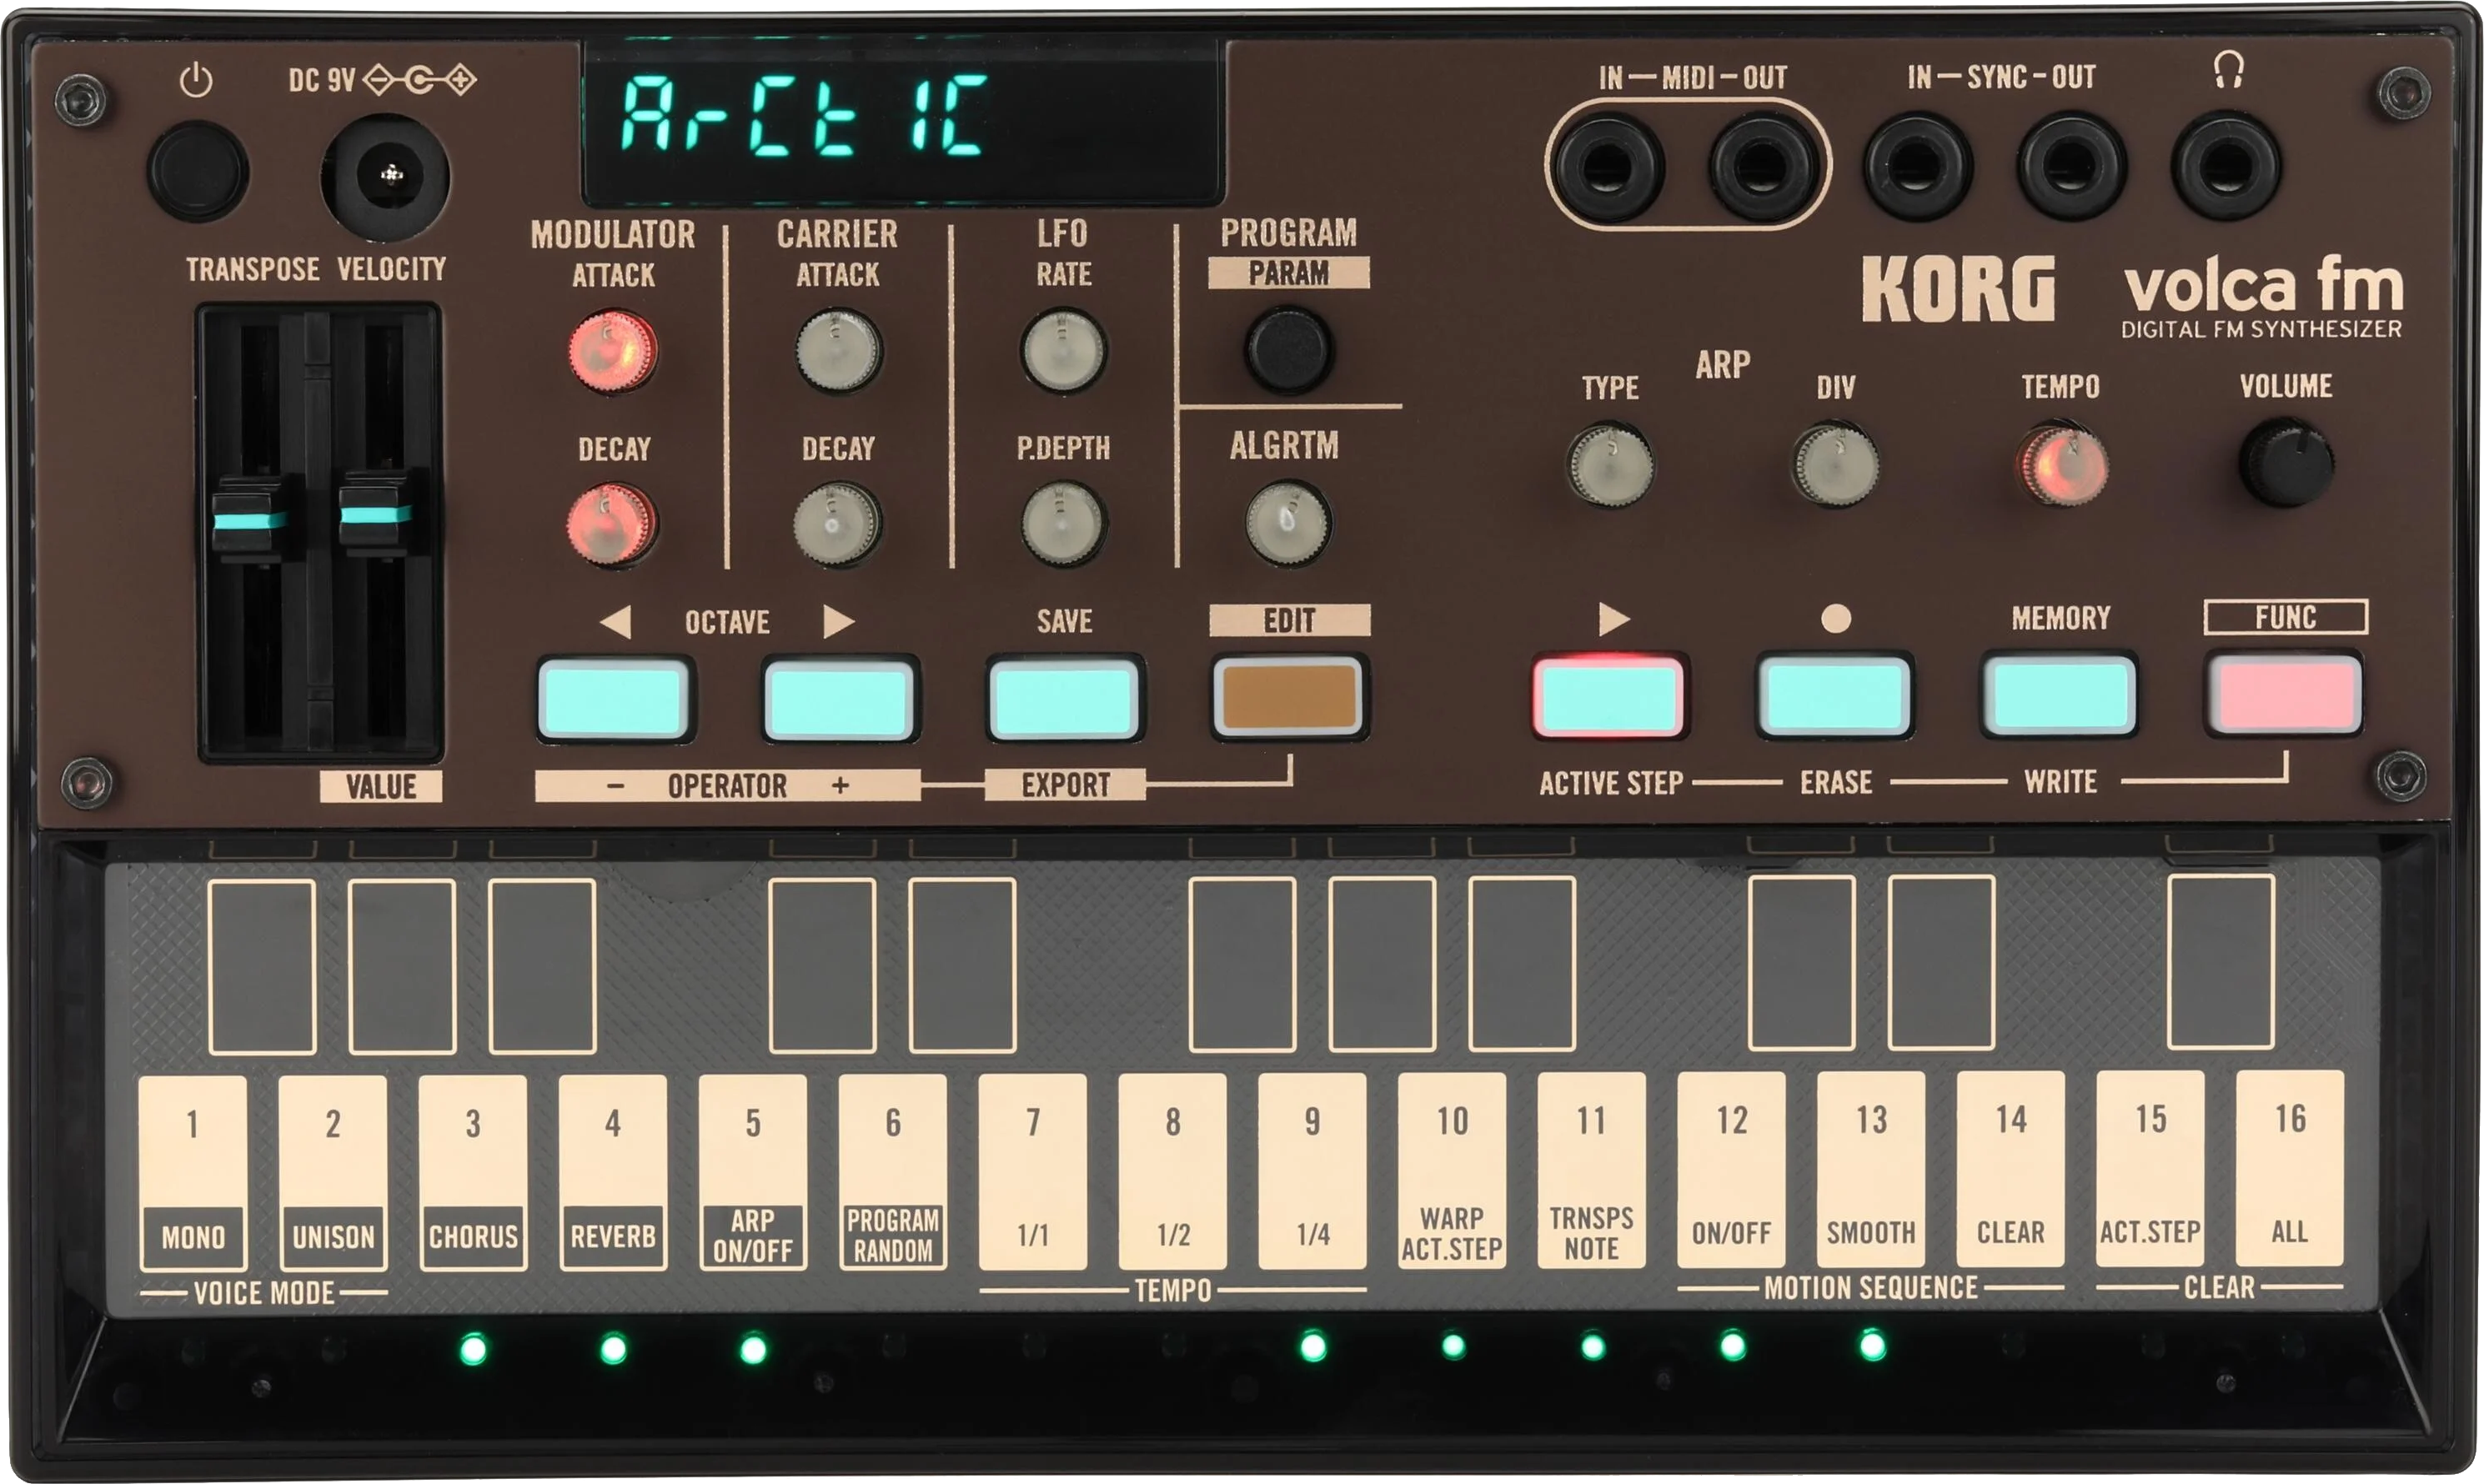 DC 9V
ArCt1C
IN — MIDI — OUT
IN — SYNC — OUT
TRANSPOSE VELOCITY
MODULATOR
ATTACK
DECAY
CARRIER
ATTACK
DECAY
LFO
RATE
P.DEPTH
PROGRAM
PARAM
ALGRTM
KORG
volca fm
DIGITAL FM SYNTHESIZER
ARP
TYPE
DIV
TEMPO
VOLUME
OCTAVE
SAVE
EDIT
MEMORY
FUNC
VALUE
- OPERATOR +
EXPORT
ACTIVE STEP
ERASE
WRITE
1 2 3 4 5 6 7 8 9 10 11 12 13 14 15 16
MONO
UNISON
CHORUS
REVERB
ARP
ON/OFF
PROGRAM
RANDOM
1/1
1/2
1/4
WARP
ACT.STEP
TRNSPS
NOTE
ON/OFF
SMOOTH
CLEAR
ACT.STEP
ALL
VOICE MODE
TEMPO
MOTION SEQUENCE
CLEAR